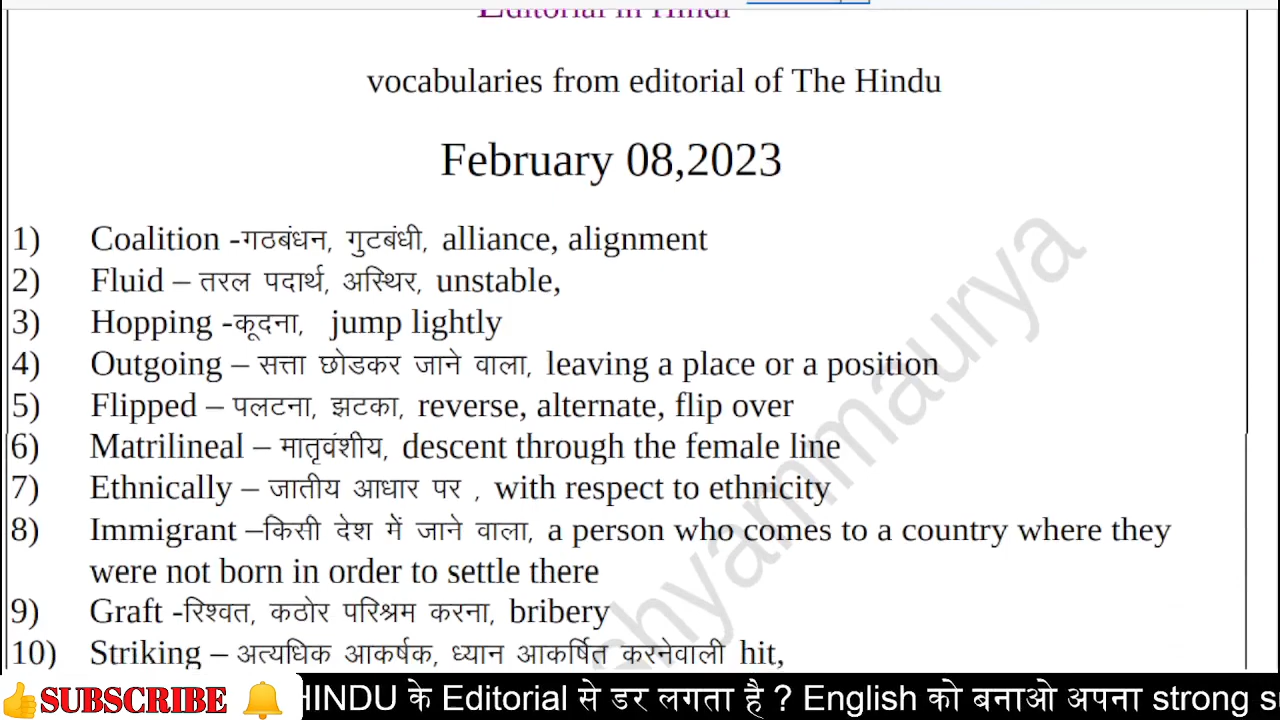 Editorial in Hindi
vocabularies from editorial of The Hindu
February 08,2023
1) Coalition -गठबंधन, गुटबंधी, alliance, alignment
2) Fluid – तरल पदार्थ, अस्थिर, unstable,
3) Hopping -कूदना, jump lightly
4) Outgoing – सत्ता छोडकर जाने वाला, leaving a place or a position
5) Flipped – पलटना, झटका, reverse, alternate, flip over
6) Matrilineal – मातृवंशीय, descent through the female line
7) Ethnically – जातीय आधार पर , with respect to ethnicity
8) Immigrant –किसी देश में जाने वाला, a person who comes to a country where they
were not born in order to settle there
9) Graft -रिश्वत, कठोर परिश्रम करना, bribery
10) Striking – अत्यधिक आकर्षक, ध्यान आकर्षित करनेवाली hit,
shyammaurya
SUBSCRIBE HINDU के Editorial से डर लगता है ? English को बनाओ अपना strong s